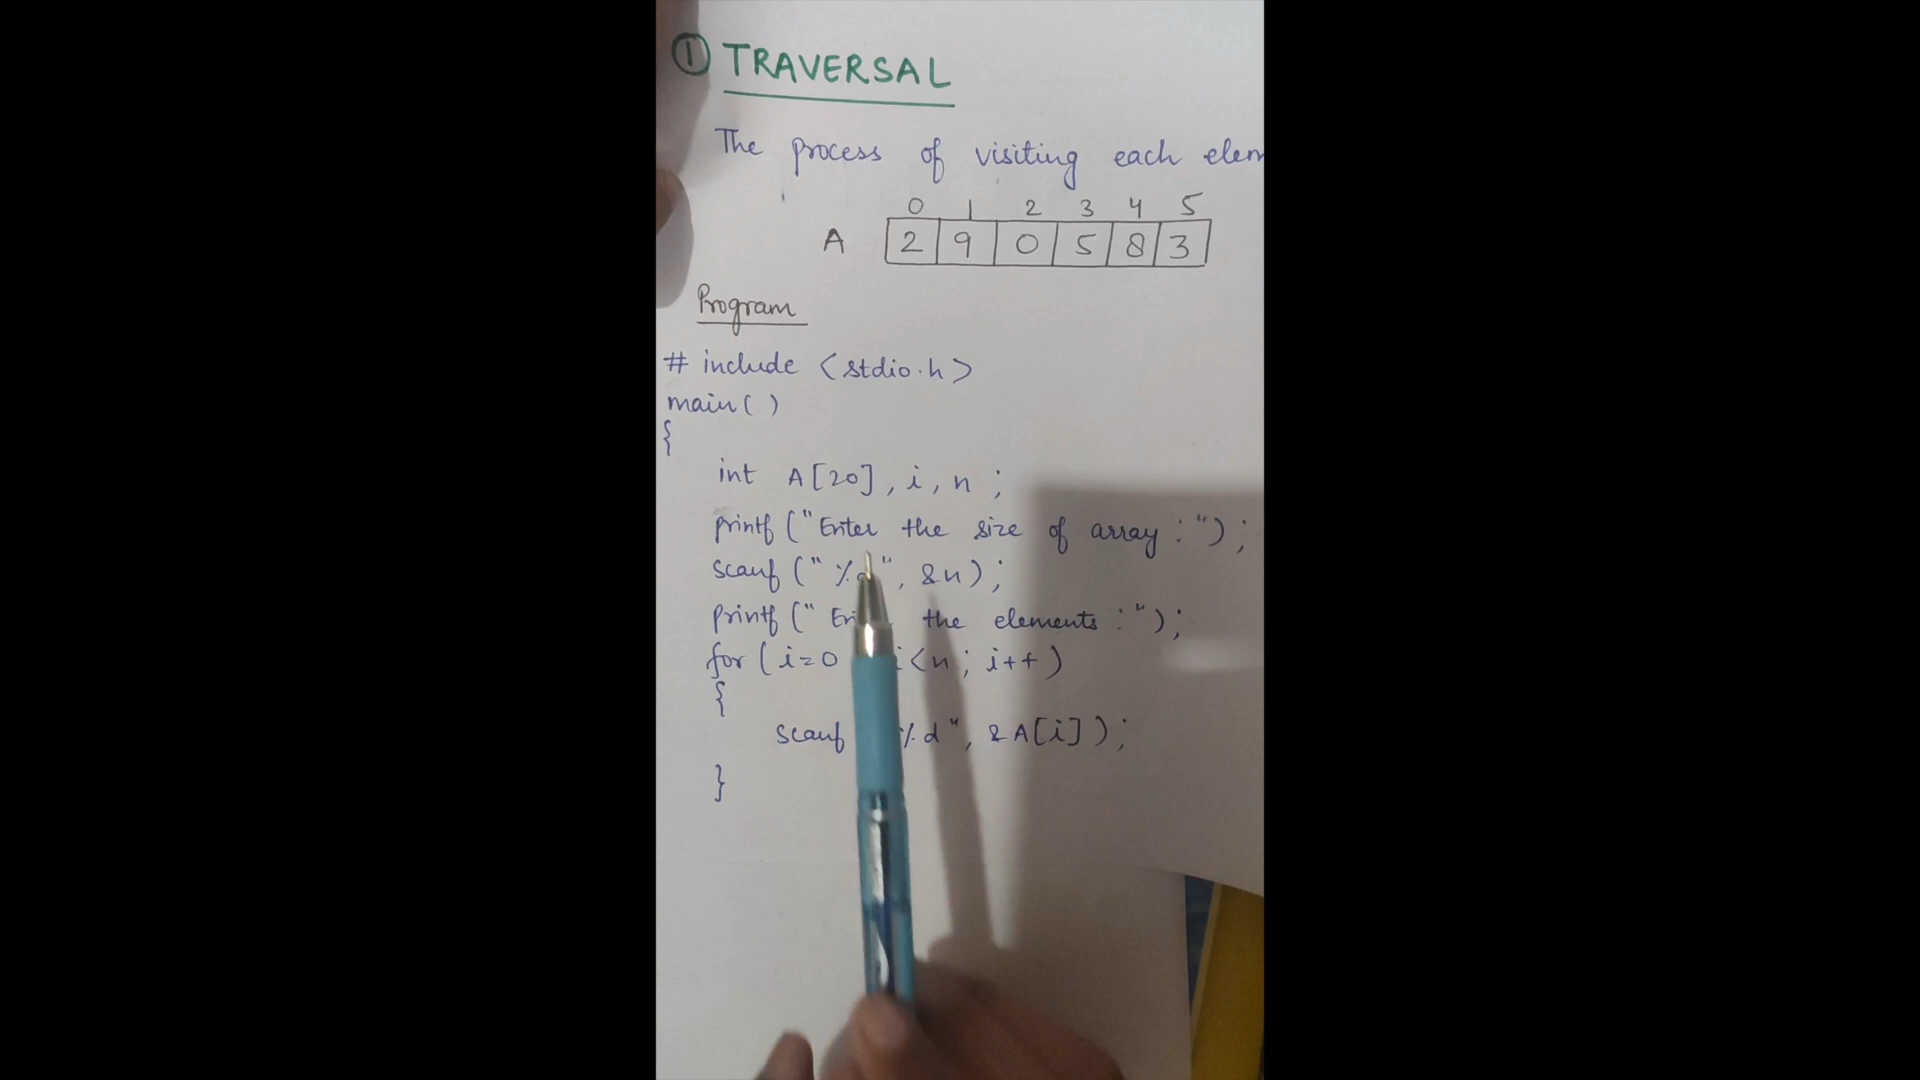 ① TRAVERSAL
The process of visiting each elem
0 1 2 3 4 5
A 2 9 0 5 8 3
Program
# include <stdio.h>
main( )
{
int A[20], i, n ;
printf ("Enter the size of array : ");
scanf ("%d", &n);
printf (" the elements : ");
for ( i=0 i<n ; i++ )
{
scanf %d", &A[i] );
}